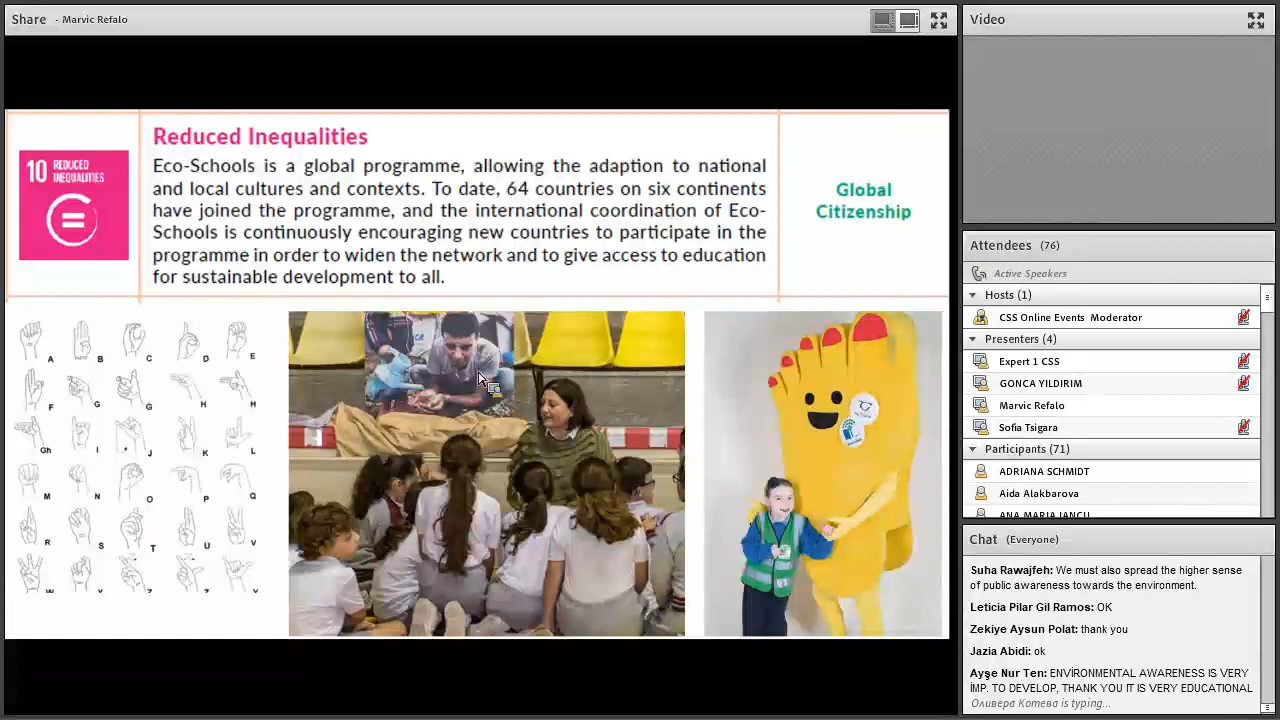 Share - Marvic Refalo
Reduced Inequalities
10 REDUCED
INEQUALITIES
Eco-Schools is a global programme, allowing the adaption to national
and local cultures and contexts. To date, 64 countries on six continents
have joined the programme, and the international coordination of Eco-
Schools is continuously encouraging new countries to participate in the
programme in order to widen the network and to give access to education
for sustainable development to all.
Global
Citizenship
A B C D E
F G Ġ H Ħ
Għ I J K L
M N O P Q
R S T U V
W
Video
Attendees (76)
Active Speakers
Hosts (1)
CSS Online Events Moderator
Presenters (4)
Expert 1 CSS
GONCA YILDIRIM
Marvic Refalo
Sofia Tsigara
Participants (71)
ADRIANA SCHMIDT
Aida Alakbarova
ANA MARIA IANCU
Chat (Everyone)
Suha Rawajfeh: We must also spread the higher sense
of public awareness towards the environment.
Leticia Pilar Gil Ramos: OK
Zekiye Aysun Polat: thank you
Jazia Abidi: ok
Ayşe Nur Ten: ENVİRONMENTAL AWARENESS IS VERY
İMP. TO DEVELOP, THANK YOU IT IS VERY EDUCATIONAL
Оливера Котева is typing...